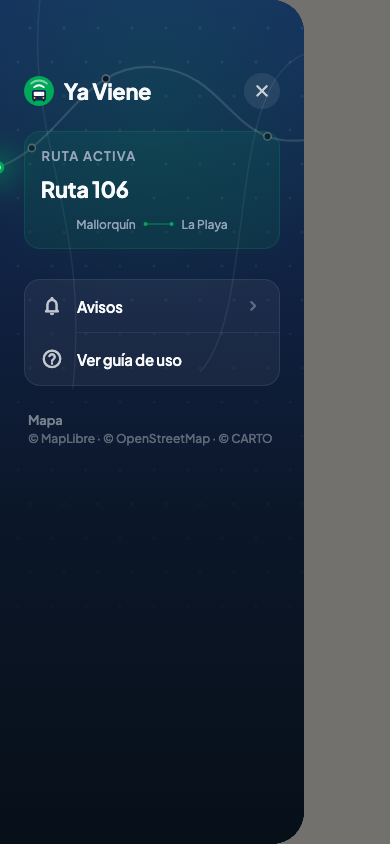 Ya Viene
RUTA ACTIVA
Ruta 106
Mallorquín La Playa
Avisos
Ver guía de uso
Mapa
© MapLibre · © OpenStreetMap · © CARTO